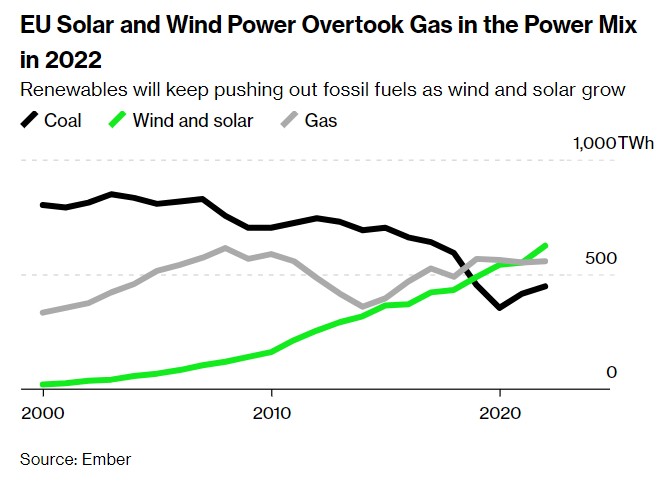 EU Solar and Wind Power Overtook Gas in the Power Mix
in 2022
Renewables will keep pushing out fossil fuels as wind and solar grow
Coal Wind and solar Gas
1,000TWh
500
0
2000 2010 2020
Source: Ember